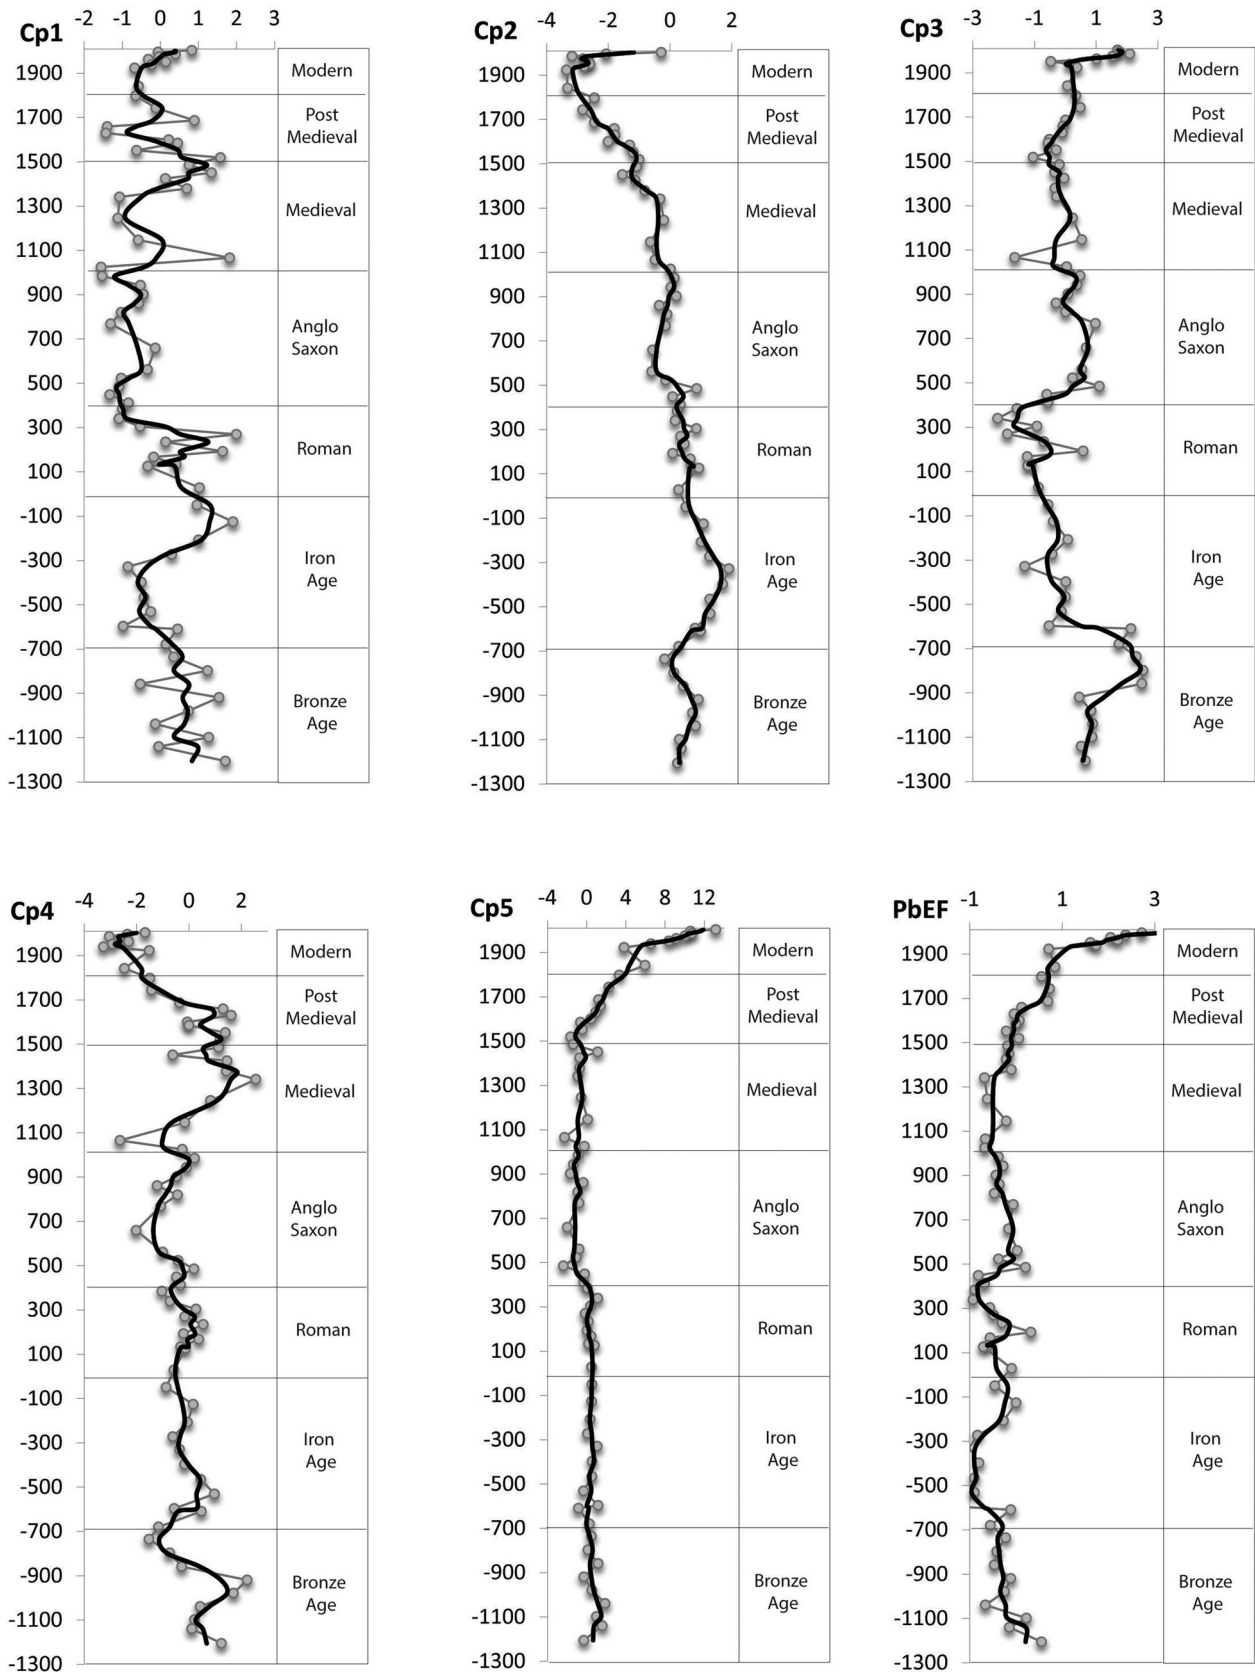 Cp1
-2 -1 0 1 2 3
1900
1700
1500
1300
1100
900
700
500
300
100
-100
-300
-500
-700
-900
-1100
-1300
Modern
Post
Medieval
Medieval
Anglo
Saxon
Roman
Iron
Age
Bronze
Age
Cp2
-4 -2 0 2
1900
1700
1500
1300
1100
900
700
500
300
100
-100
-300
-500
-700
-900
-1100
-1300
Modern
Post
Medieval
Medieval
Anglo
Saxon
Roman
Iron
Age
Bronze
Age
Cp3
-3 -1 1 3
1900
1700
1500
1300
1100
900
700
500
300
100
-100
-300
-500
-700
-900
-1100
-1300
Modern
Post
Medieval
Medieval
Anglo
Saxon
Roman
Iron
Age
Bronze
Age
Cp4
-4 -2 0 2
1900
1700
1500
1300
1100
900
700
500
300
100
-100
-300
-500
-700
-900
-1100
-1300
Modern
Post
Medieval
Medieval
Anglo
Saxon
Roman
Iron
Age
Bronze
Age
Cp5
-4 0 4 8 12
1900
1700
1500
1300
1100
900
700
500
300
100
-100
-300
-500
-700
-900
-1100
-1300
Modern
Post
Medieval
Medieval
Anglo
Saxon
Roman
Iron
Age
Bronze
Age
PbEF
-1 1 3
1900
1700
1500
1300
1100
900
700
500
300
100
-100
-300
-500
-700
-900
-1100
-1300
Modern
Post
Medieval
Medieval
Anglo
Saxon
Roman
Iron
Age
Bronze
Age